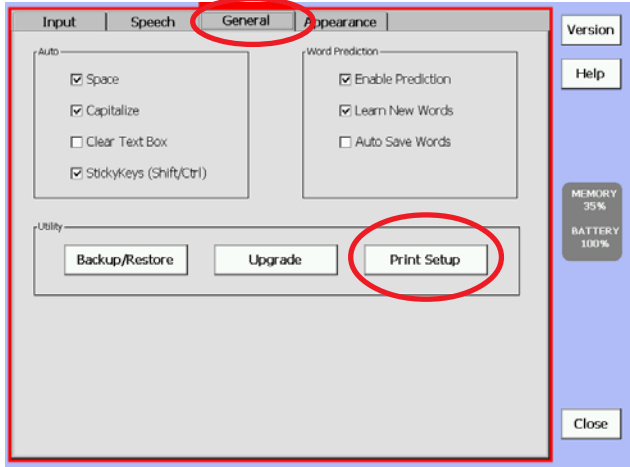 Input Speech General Appearance
Version
Help
Auto
Space
Capitalize
Clear Text Box
StickyKeys (Shift/Ctrl)
Word Prediction
Enable Prediction
Learn New Words
Auto Save Words
MEMORY
35%
BATTERY
100%
Utility
Backup/Restore Upgrade Print Setup
Close